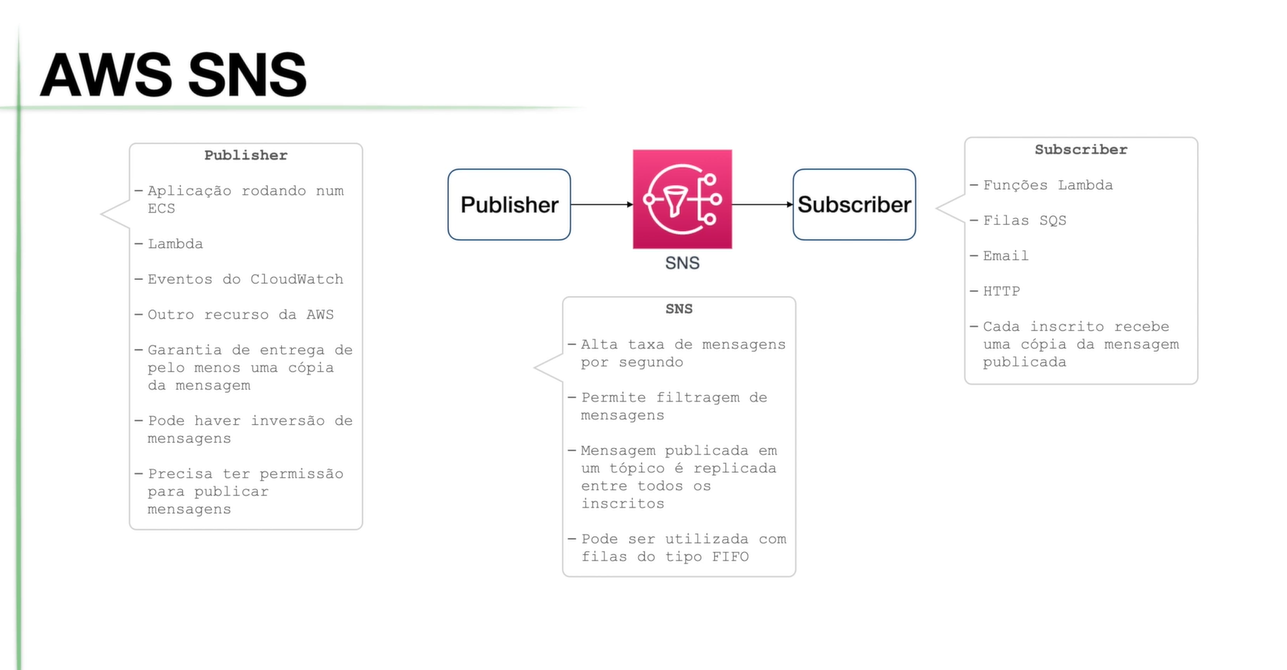 AWS SNS
Publisher
– Aplicação rodando num
ECS
– Lambda
– Eventos do CloudWatch
– Outro recurso da AWS
– Garantia de entrega de
pelo menos uma cópia
da mensagem
– Pode haver inversão de
mensagens
– Precisa ter permissão
para publicar
mensagens
Publisher
SNS
Subscriber
SNS
– Alta taxa de mensagens
por segundo
– Permite filtragem de
mensagens
– Mensagem publicada em
um tópico é replicada
entre todos os
inscritos
– Pode ser utilizada com
filas do tipo FIFO
Subscriber
– Funções Lambda
– Filas SQS
– Email
– HTTP
– Cada inscrito recebe
uma cópia da mensagem
publicada